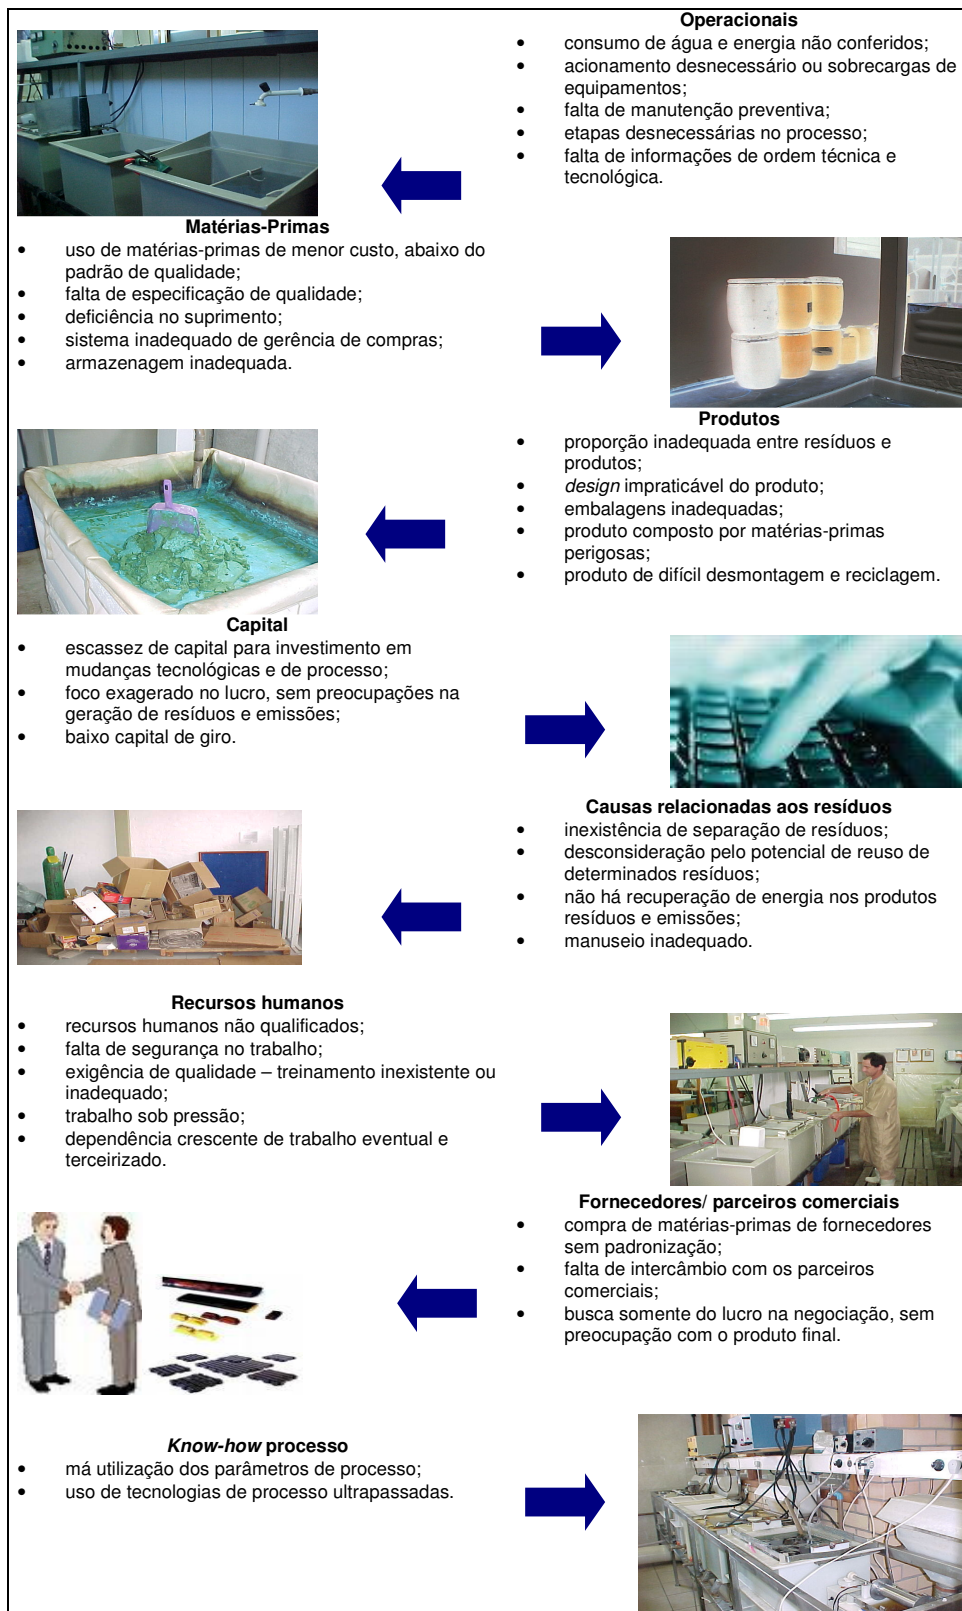 Operacionais
• consumo de água e energia não conferidos;
• acionamento desnecessário ou sobrecargas de
equipamentos;
• falta de manutenção preventiva;
• etapas desnecessárias no processo;
• falta de informações de ordem técnica e
tecnológica.
Matérias-Primas
• uso de matérias-primas de menor custo, abaixo do
padrão de qualidade;
• falta de especificação de qualidade;
• deficiência no suprimento;
• sistema inadequado de gerência de compras;
• armazenagem inadequada.
Produtos
• proporção inadequada entre resíduos e
produtos;
• design impraticável do produto;
• embalagens inadequadas;
• produto composto por matérias-primas
perigosas;
• produto de difícil desmontagem e reciclagem.
Capital
• escassez de capital para investimento em
mudanças tecnológicas e de processo;
• foco exagerado no lucro, sem preocupações na
geração de resíduos e emissões;
• baixo capital de giro.
Causas relacionadas aos resíduos
• inexistência de separação de resíduos;
• desconsideração pelo potencial de reuso de
determinados resíduos;
• não há recuperação de energia nos produtos
resíduos e emissões;
• manuseio inadequado.
Recursos humanos
• recursos humanos não qualificados;
• falta de segurança no trabalho;
• exigência de qualidade – treinamento inexistente ou
inadequado;
• trabalho sob pressão;
• dependência crescente de trabalho eventual e
terceirizado.
Fornecedores/ parceiros comerciais
• compra de matérias-primas de fornecedores
sem padronização;
• falta de intercâmbio com os parceiros
comerciais;
• busca somente do lucro na negociação, sem
preocupação com o produto final.
Know-how processo
• má utilização dos parâmetros de processo;
• uso de tecnologias de processo ultrapassadas.